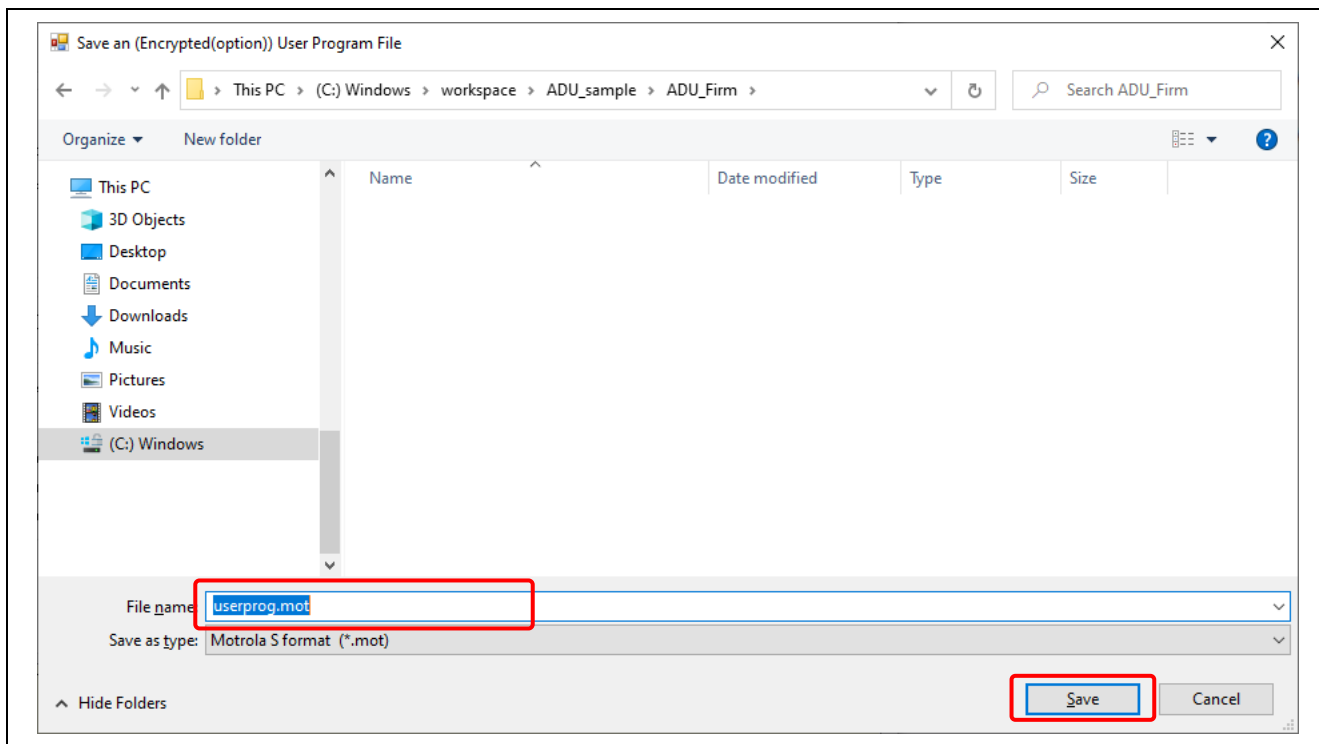 Save an (Encrypted(option)) User Program File
This PC > (C:) Windows > workspace > ADU_sample > ADU_Firm >
Search ADU_Firm
Organize
New folder
Name
Date modified
Type
Size
This PC
3D Objects
Desktop
Documents
Downloads
Music
Pictures
Videos
(C:) Windows
File name
userprog.mot
Save as type:
Motrola S format (*.mot)
Hide Folders
Save
Cancel